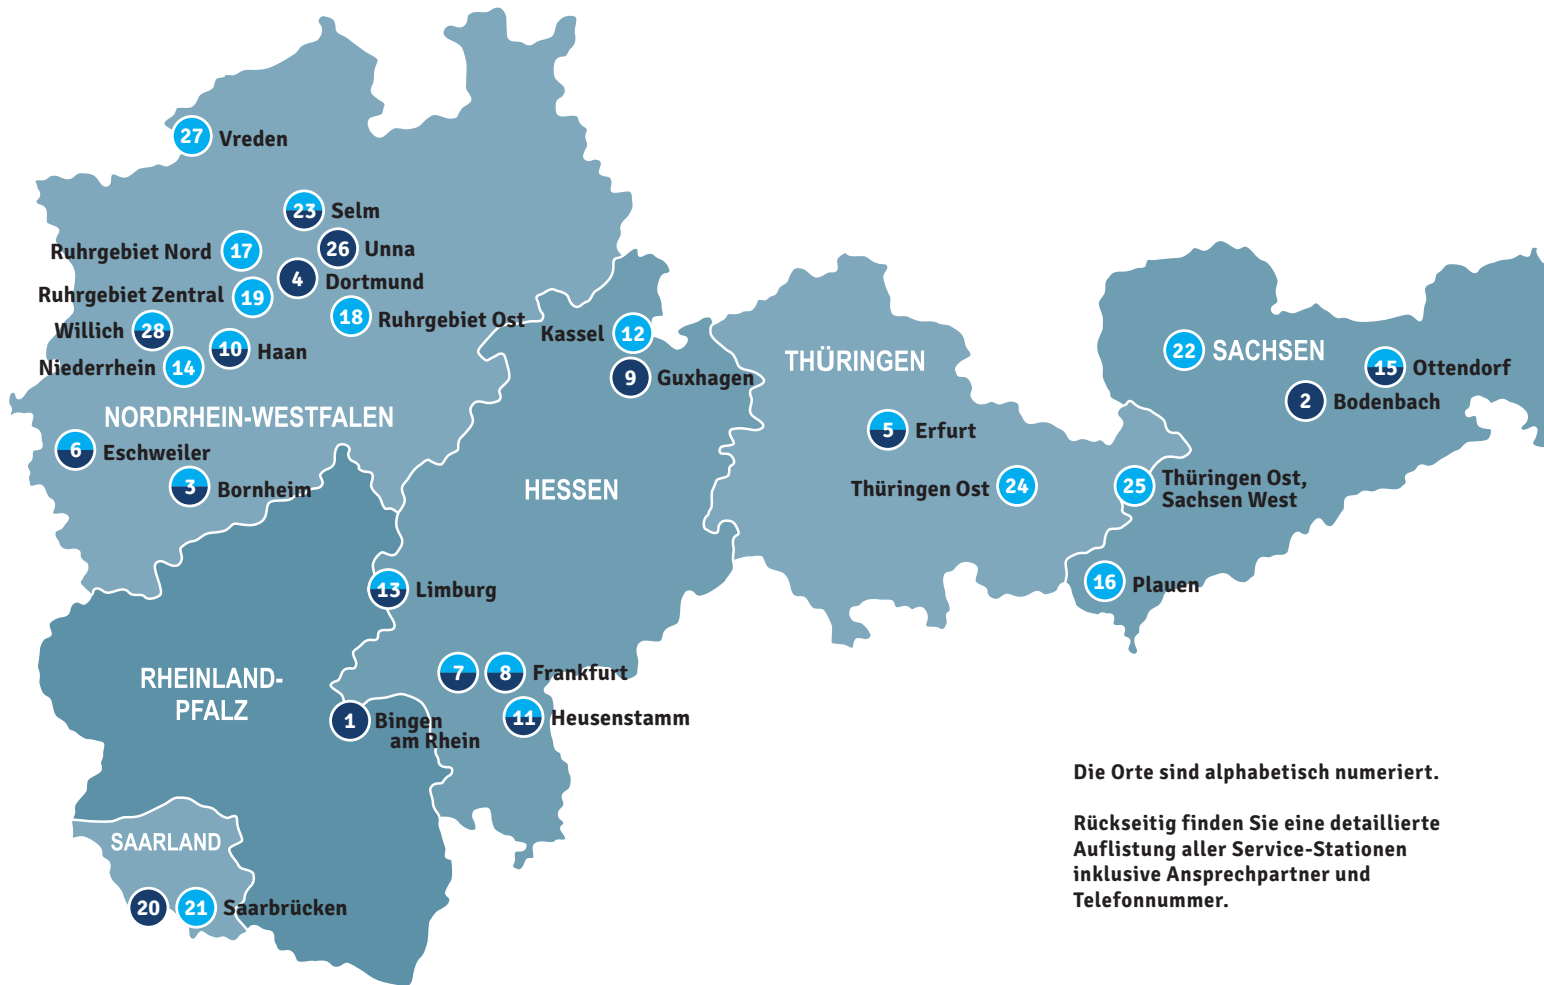 27 Vreden
23 Selm
Ruhrgebiet Nord 17
26 Unna
4 Dortmund
Ruhrgebiet Zentral 19
18 Ruhrgebiet Ost
Willich 28
10 Haan
Niederrhein 14
NORDRHEIN-WESTFALEN
6 Eschweiler
3 Bornheim
Kassel 12
9 Guxhagen
HESSEN
13 Limburg
7 8 Frankfurt
11 Heusenstamm
RHEINLAND-
PFALZ
1 Bingen
am Rhein
SAARLAND
20 21 Saarbrücken
THÜRINGEN
5 Erfurt
Thüringen Ost 24
25 Thüringen Ost,
Sachsen West
22 SACHSEN
15 Ottendorf
2 Bodenbach
16 Plauen
Die Orte sind alphabetisch numeriert.
Rückseitig finden Sie eine detaillierte
Auflistung aller Service-Stationen
inklusive Ansprechpartner und
Telefonnummer.